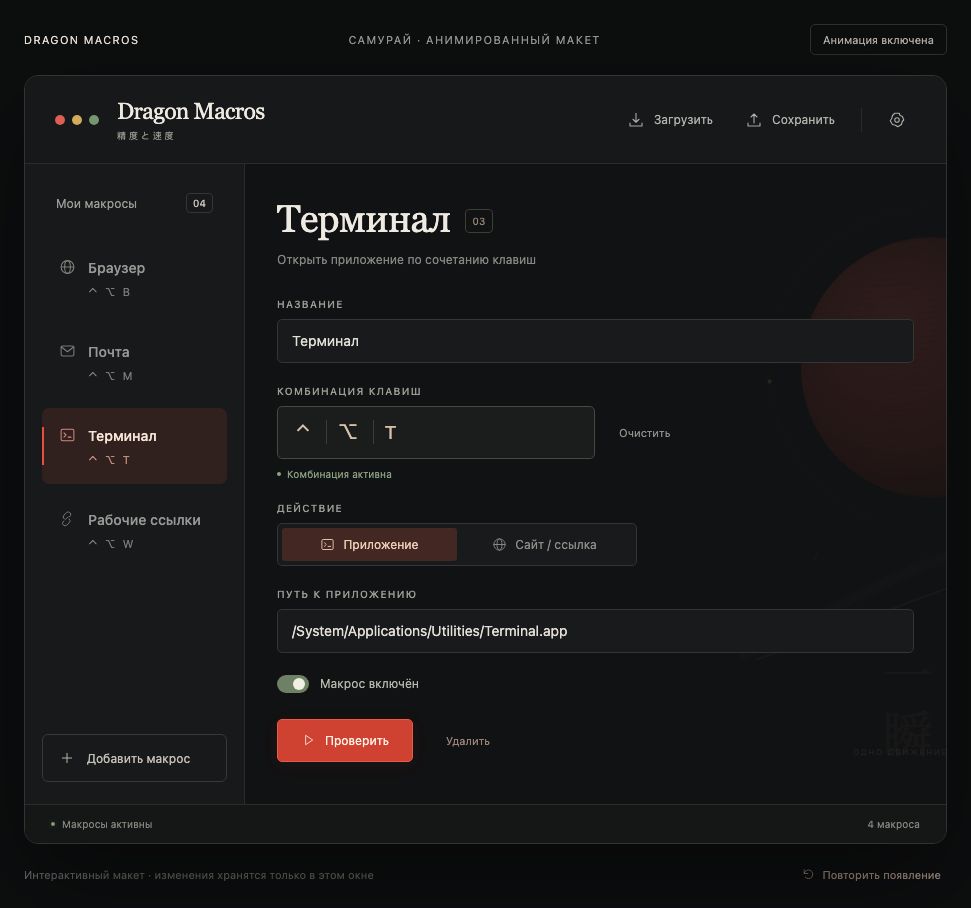 DRAGON MACROS
САМУРАЙ · АНИМИРОВАННЫЙ МАКЕТ
Анимация включена
Dragon Macros
精度と速度
Загрузить
Сохранить
Мои макросы
04
Браузер
⌃ ⌥ B
Почта
⌃ ⌥ M
Терминал
⌃ ⌥ T
Рабочие ссылки
⌃ ⌥ W
Добавить макрос
Терминал
03
Открыть приложение по сочетанию клавиш
НАЗВАНИЕ
Терминал
КОМБИНАЦИЯ КЛАВИШ
⌃ ⌥ T
Очистить
Комбинация активна
ДЕЙСТВИЕ
Приложение
Сайт / ссылка
ПУТЬ К ПРИЛОЖЕНИЮ
/System/Applications/Utilities/Terminal.app
Макрос включён
Проверить
Удалить
一
瞬
ОДНО ДВИЖЕНИЕ
Макросы активны
4 макроса
Интерактивный макет · изменения хранятся только в этом окне
Повторить появление